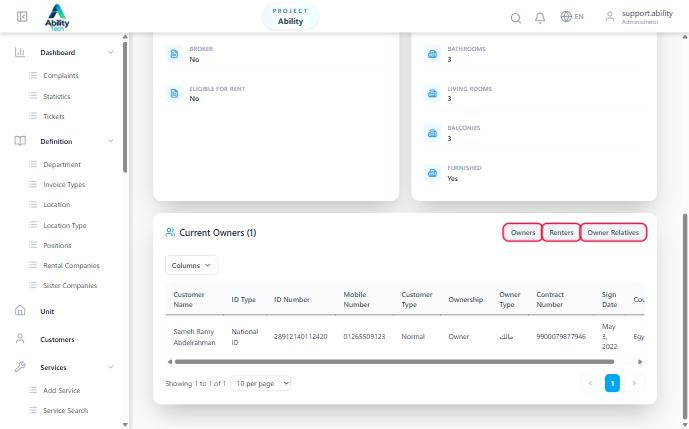 Ability
Tech
PROJECT
Ability
EN
support.ability
Administrator
Dashboard
Complaints
Statistics
Tickets
Definition
Department
Invoice Types
Location
Location Type
Positions
Rental Companies
Sister Companies
Unit
Customers
Services
Add Service
Service Search
BROKER
No
ELIGIBLE FOR RENT
No
BATHROOMS
3
LIVING ROOMS
3
BALCONIES
3
FURNISHED
Yes
Current Owners (1)
Owners Renters Owner Relatives
Columns
Customer Name ID Type ID Number Mobile Number Customer Type Ownership Owner Type Contract Number Sign Date Cou
Sameh Ramy Abdelrahman National ID 28912140112420 01265509123 Normal Owner مالك 9900079877946 May 3, 2022 Egy
Showing 1 to 1 of 1 10 per page 1